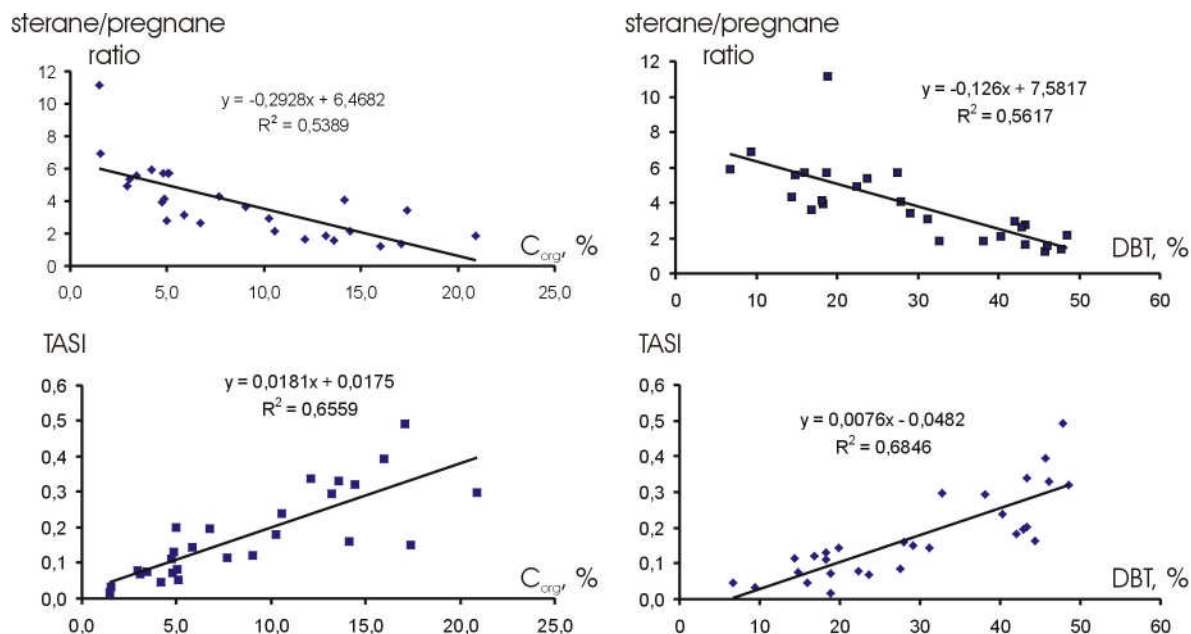 sterane/pregnane
ratio
12
10
8
6
4
2
0
y = -0,2928x + 6,4682
R² = 0,5389
C org, %
0,0 5,0 10,0 15,0 20,0 25,0
sterane/pregnane
ratio
12
10
8
6
4
2
0
y = -0,126x + 7,5817
R² = 0,5617
DBT, %
0 10 20 30 40 50 60
TASI
0,6
0,5
0,4
0,3
0,2
0,1
0,0
y = 0,0181x + 0,0175
R² = 0,6559
C org, %
0,0 5,0 10,0 15,0 20,0 25,0
TASI
0,6
0,5
0,4
0,3
0,2
0,1
0,0
y = 0,0076x - 0,0482
R² = 0,6846
DBT, %
0 10 20 30 40 50 60